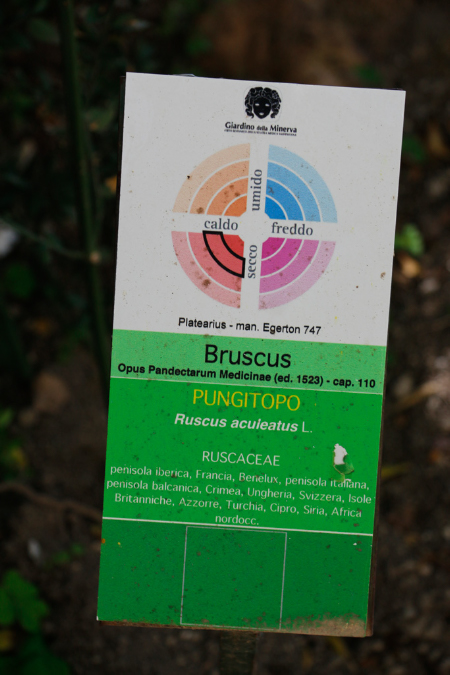 Giardino della Minerva
umido
caldo
freddo
secco
Platearius - man. Egerton 747
Bruscus
Opus Pandectarum Medicinae (ed. 1523) - cap. 110
PUNGITOPO
Ruscus aculeatus L.
RUSCACEAE
penisola iberica, Francia, Benelux, penisola italiana,
penisola balcanica, Crimea, Ungheria, Svizzera, Isole
Britanniche, Azzorre, Turchia, Cipro, Siria, Africa
nordocc.